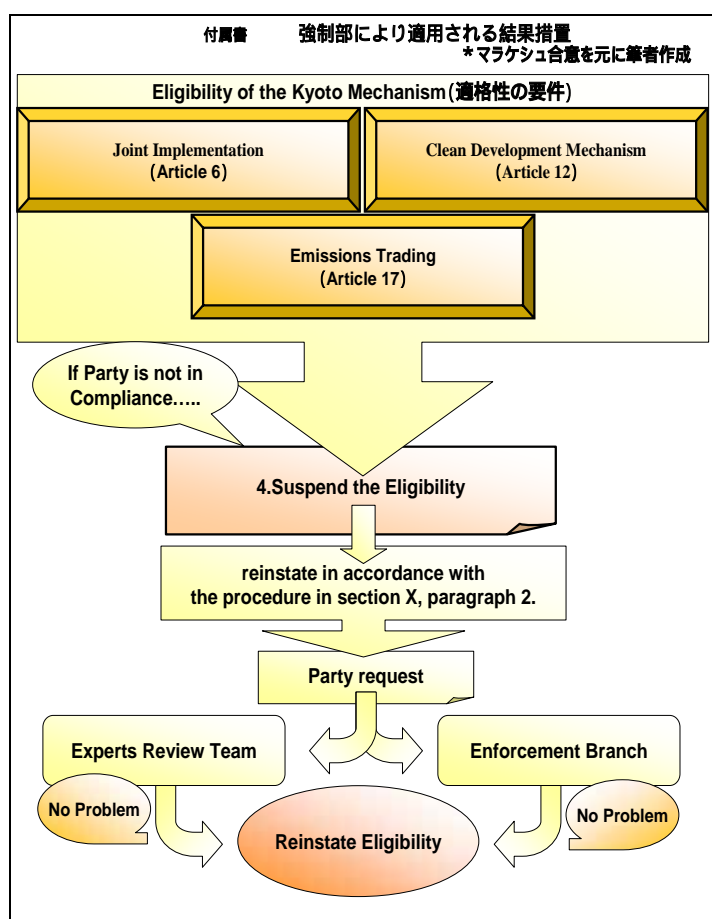 付属書 強制部により適用される結果措置
*マラケシュ合意を元に筆者作成
Eligibility of the Kyoto Mechanism(適格性の要件)
Joint Implementation
(Article 6)
Clean Development Mechanism
(Article 12)
Emissions Trading
(Article 17)
If Party is not in
Compliance…..
4.Suspend the Eligibility
reinstate in accordance with
the procedure in section X, paragraph 2.
Party request
Experts Review Team
Enforcement Branch
No Problem
No Problem
Reinstate Eligibility